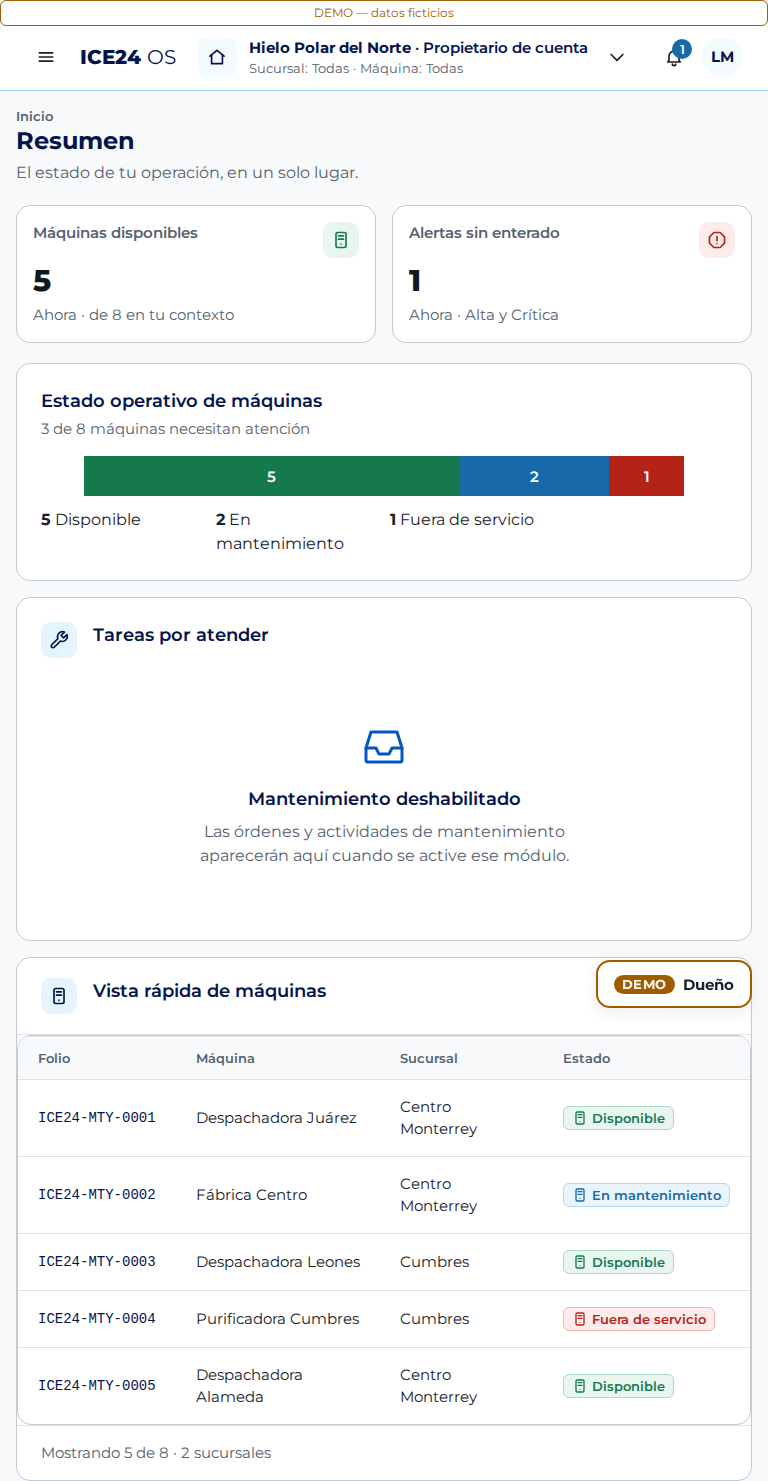 DEMO — datos ficticios
ICE24 OS
Hielo Polar del Norte · Propietario de cuenta
Sucursal: Todas · Máquina: Todas
1
LM
Inicio
Resumen
El estado de tu operación, en un solo lugar.
Máquinas disponibles
5
Ahora · de 8 en tu contexto
Alertas sin enterado
1
Ahora · Alta y Crítica
Estado operativo de máquinas
3 de 8 máquinas necesitan atención
5 2 1
5 Disponible
2 En
mantenimiento
1 Fuera de servicio
Tareas por atender
Mantenimiento deshabilitado
Las órdenes y actividades de mantenimiento
aparecerán aquí cuando se active ese módulo.
Vista rápida de máquinas
DEMO Dueño
Folio Máquina Sucursal Estado
ICE24-MTY-0001 Despachadora Juárez Centro
Monterrey Disponible
ICE24-MTY-0002 Fábrica Centro Centro
Monterrey En mantenimiento
ICE24-MTY-0003 Despachadora Leones Cumbres Disponible
ICE24-MTY-0004 Purificadora Cumbres Cumbres Fuera de servicio
ICE24-MTY-0005 Despachadora
Alameda Centro
Monterrey Disponible
Mostrando 5 de 8 · 2 sucursales